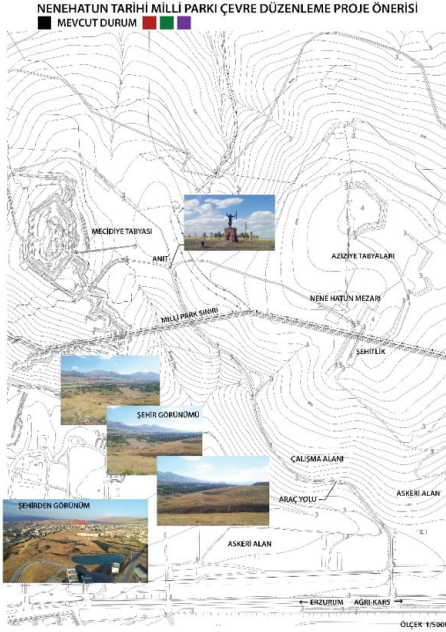 NENEHATUN TARİHİ MİLLİ PARKI ÇEVRE DÜZENLEME PROJE ÖNERİSİ
MEVCUT DURUM
MECİDİYE TABYASI
ANIT
AZİZİYE TABYALARI
NENE HATUN MEZARI
MİLLİ PARK SINIRI
ŞEHİTLİK
ŞEHİR GÖRÜNÜMÜ
ÇALIŞMA ALANI
ARAÇ YOLU
ASKERİ ALAN
ŞEHİRDEN GÖRÜNÜM
ASKERİ ALAN
← ERZURUM AĞRI-KARS →
ÖLÇEK